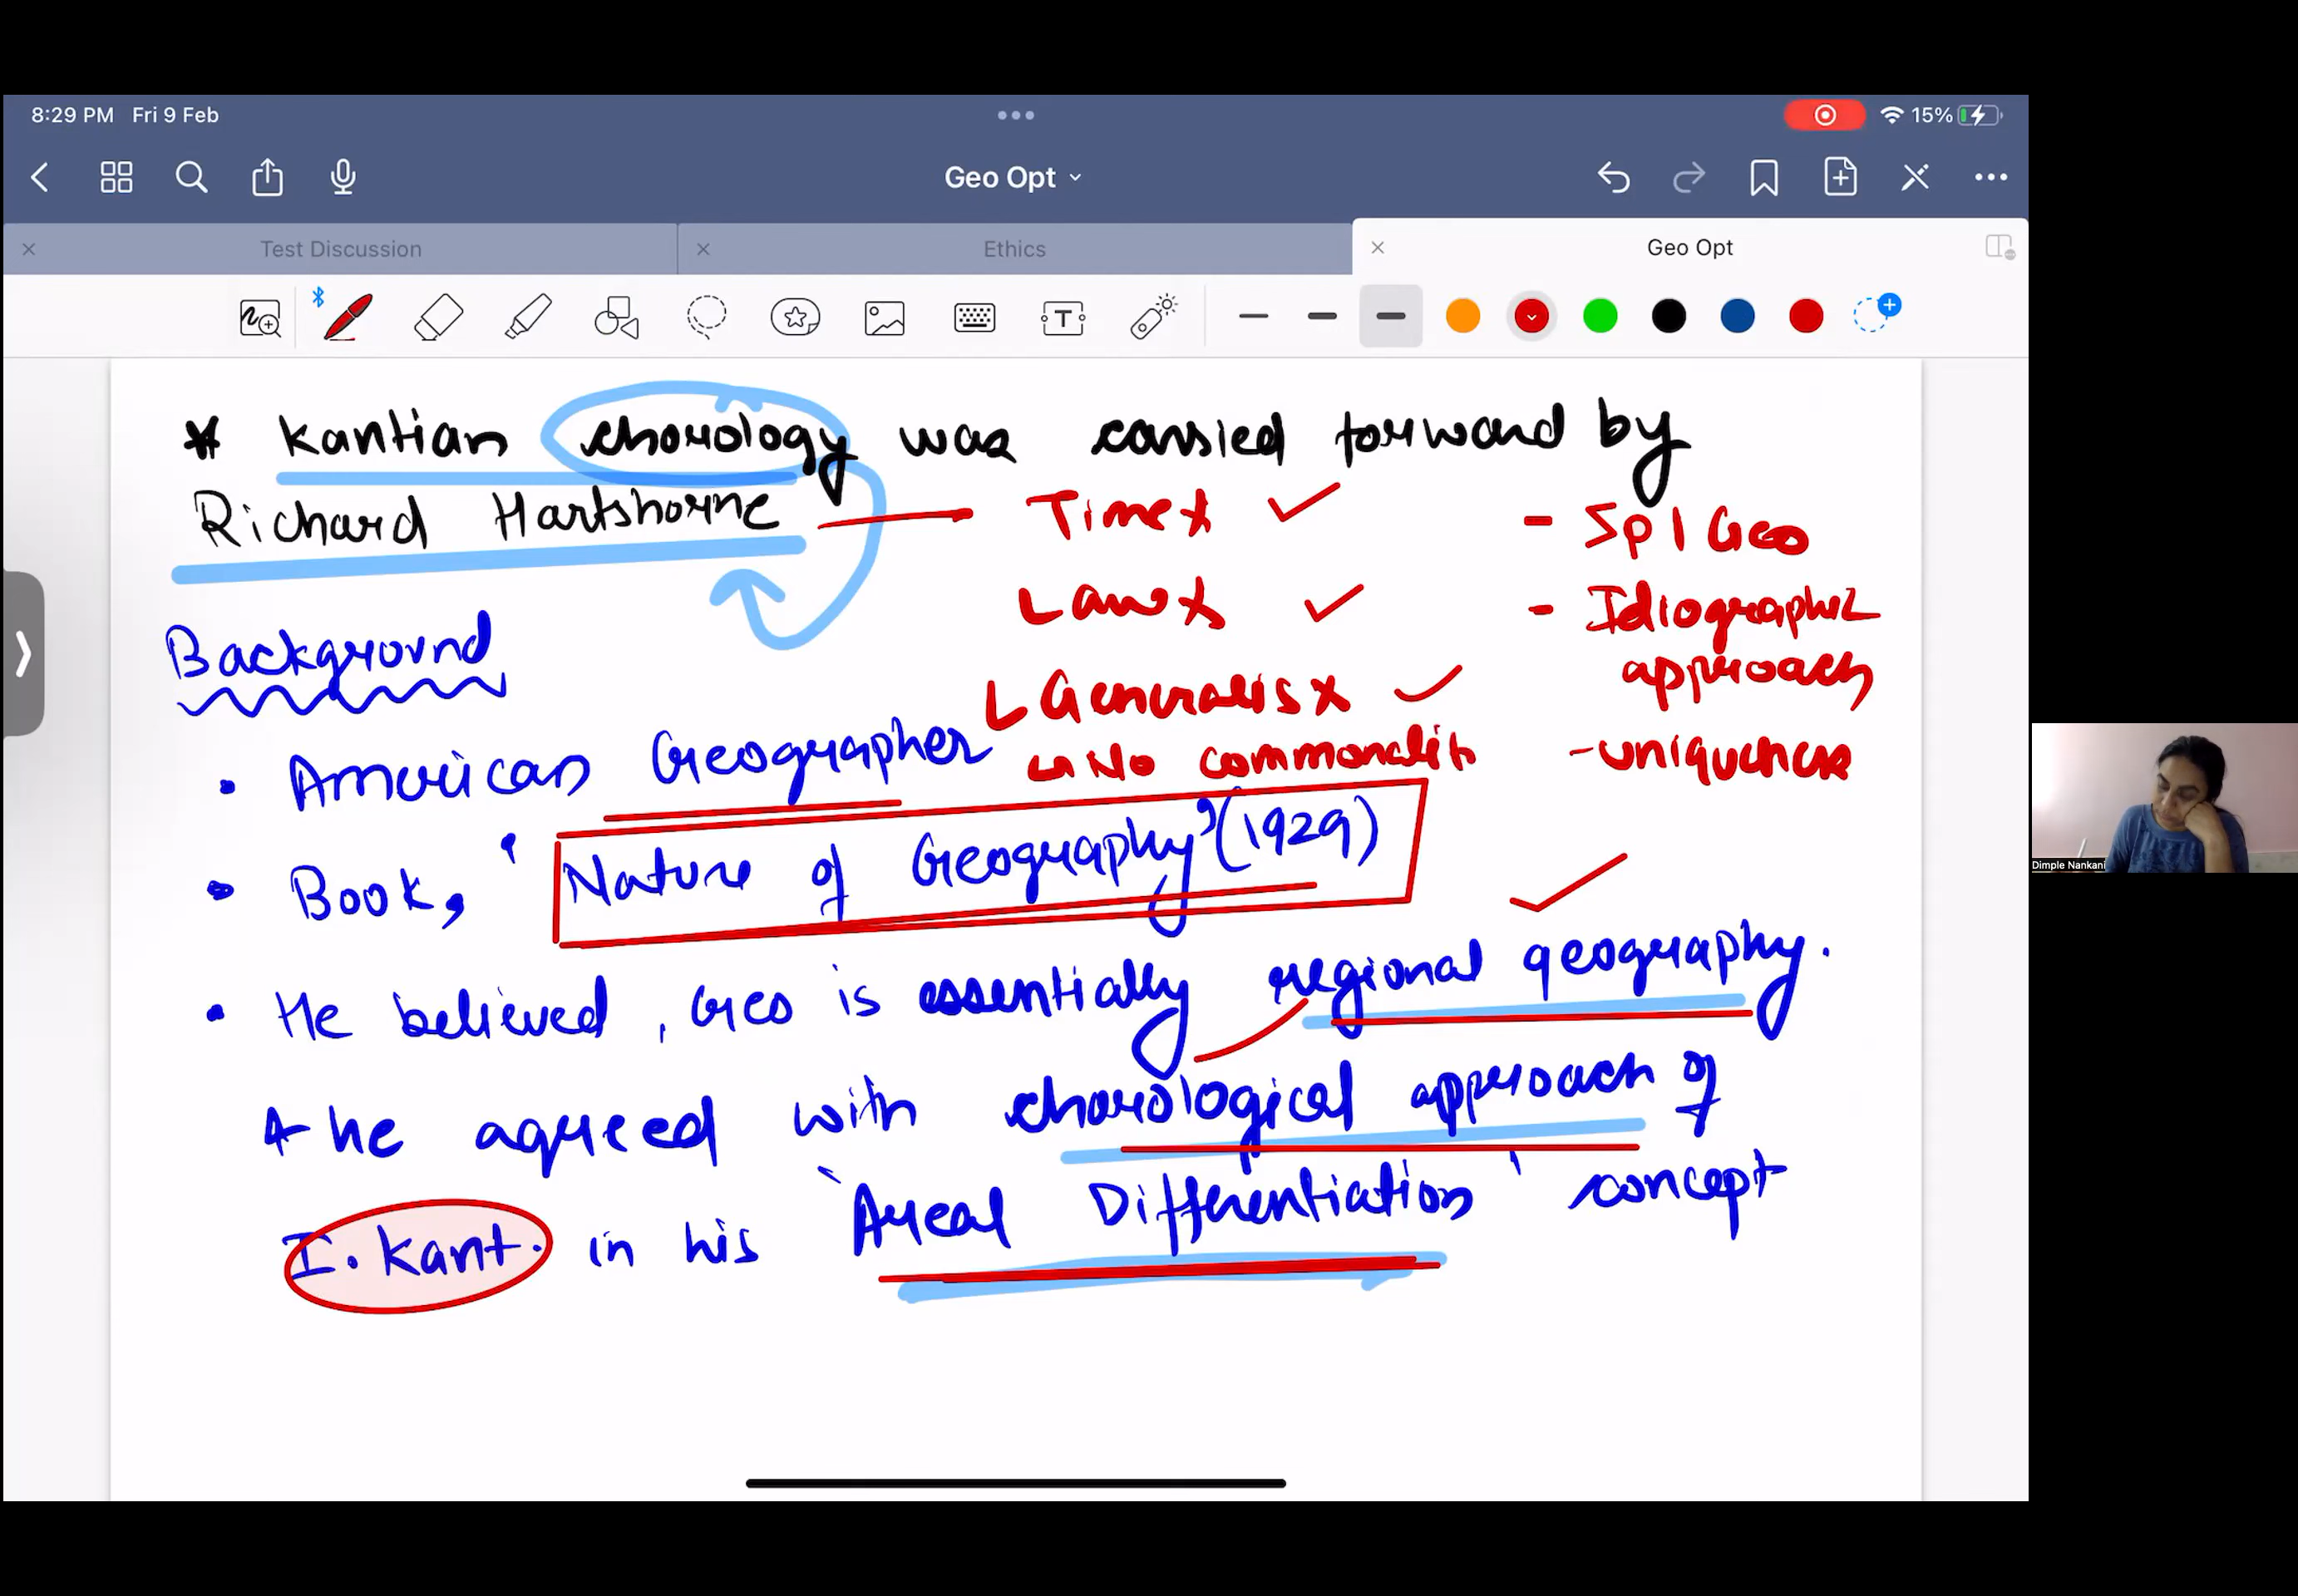 8:29 PM Fri 9 Feb
15%
Geo Opt
Test Discussion
Ethics
Geo Opt
T
* Kantian chorology was carried forward by
Richard Hartshorne
Time x
Laws x
Generalis x
No commonalit
- Spl Geo
- Idiographic
approach
- uniqueness
Background
• American Geographer
• Book, 'Nature of Geography' (1929)
• He believed, Geo is essentially regional geography.
he agreed with chorological approach of
I. Kant. in his 'Areal Differentiation' concept
Dimple Nankani